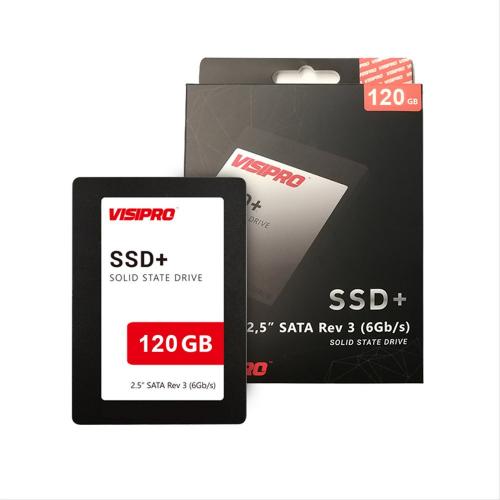 VISIPRO
SSD+
SOLID STATE DRIVE
120 GB
2.5" SATA Rev 3 (6Gb/s)
120 GB
VISIPRO
SSD+
2,5” SATA Rev 3 (6Gb/s)
SOLID STATE DRIVE